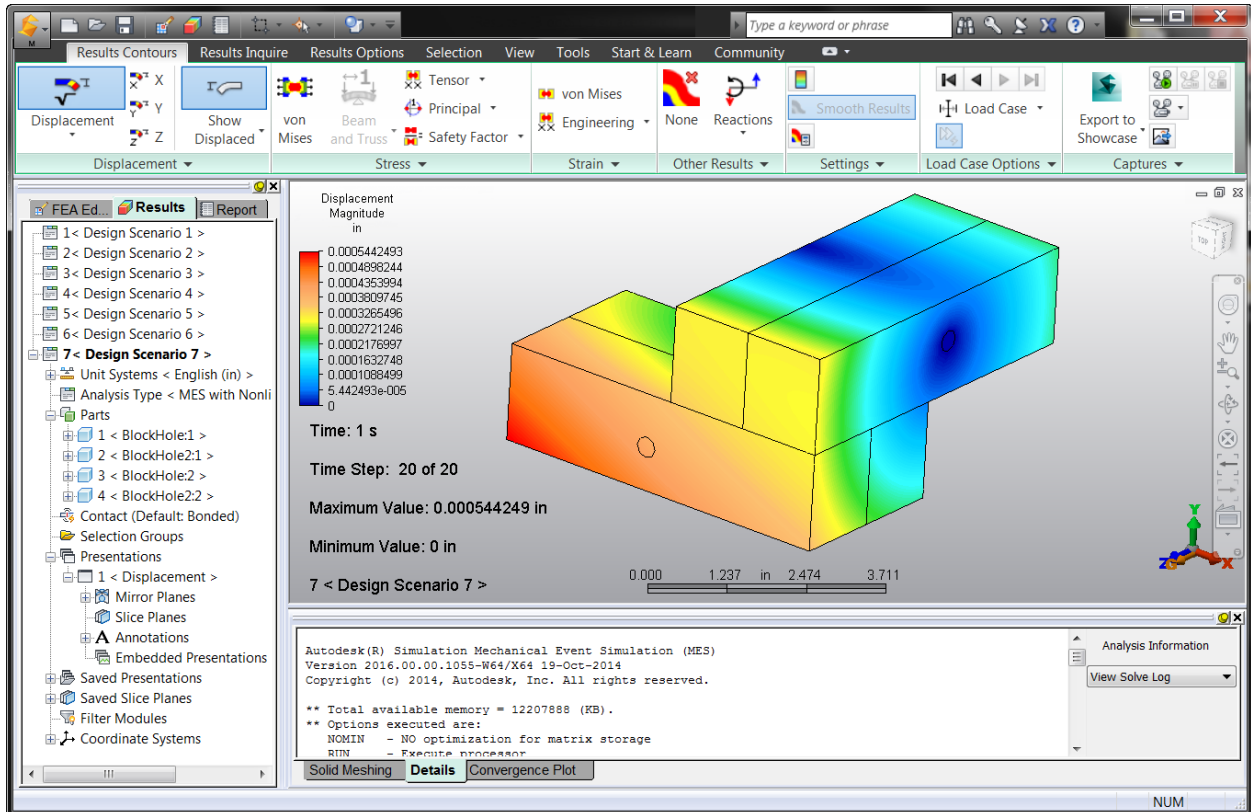 M
Type a keyword or phrase
Results Contours Results Inquire Results Options Selection View Tools Start & Learn Community
Displacement
X
Y
Z
Show
Displaced
von
Mises
Beam
and Truss
Tensor
Principal
Safety Factor
von Mises
Engineering
None
Reactions
Smooth Results
Load Case
Export to
Showcase
Displacement Stress Strain Other Results Settings Load Case Options Captures
FEA Ed... Results Report
1< Design Scenario 1 >
2< Design Scenario 2 >
3< Design Scenario 3 >
4< Design Scenario 4 >
5< Design Scenario 5 >
6< Design Scenario 6 >
7< Design Scenario 7 >
Unit Systems < English (in) >
Analysis Type < MES with Nonli
Parts
1 < BlockHole:1 >
2 < BlockHole2:1 >
3 < BlockHole:2 >
4 < BlockHole2:2 >
Contact (Default: Bonded)
Selection Groups
Presentations
1 < Displacement >
Mirror Planes
Slice Planes
A Annotations
Embedded Presentations
Saved Presentations
Saved Slice Planes
Filter Modules
Coordinate Systems
Displacement
Magnitude
in
0.0005442493
0.0004898244
0.0004353994
0.0003809745
0.0003265496
0.0002721246
0.0002176997
0.0001632748
0.0001088499
5.442493e-005
0
Time: 1 s
Time Step: 20 of 20
Maximum Value: 0.000544249 in
Minimum Value: 0 in
7 < Design Scenario 7 >
0.000 1.237 in 2.474 3.711
TOP
Y
Z
X
Autodesk(R) Simulation Mechanical Event Simulation (MES)
Version 2016.00.00.1055-W64/X64 19-Oct-2014
Copyright (c) 2014, Autodesk, Inc. All rights reserved.
** Total available memory = 12207888 (KB).
** Options executed are:
NOMIN - NO optimization for matrix storage
RUN - Execute processor
Analysis Information
View Solve Log
Solid Meshing Details Convergence Plot
NUM